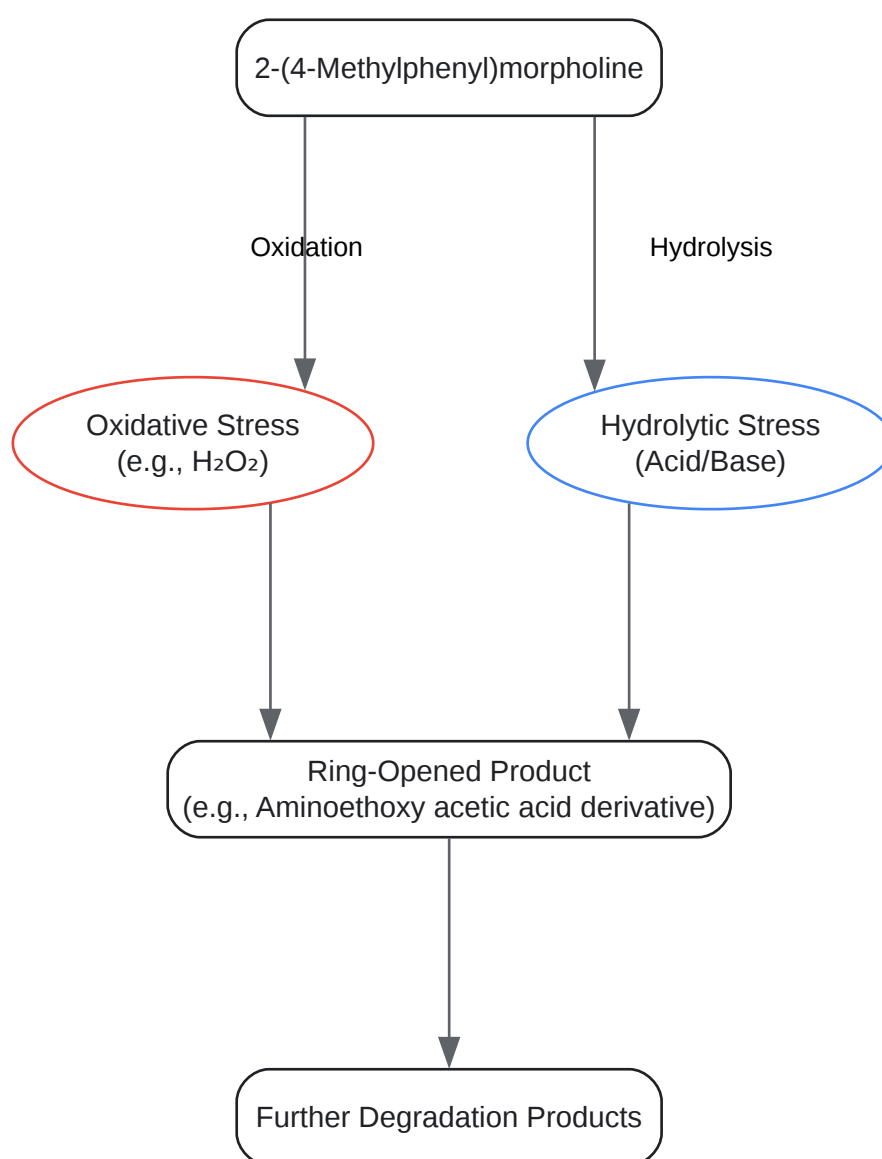 2-(4-Methylphenyl)morpholine
Oxidation
Hydrolysis
Oxidative Stress
(e.g., H₂O₂)
Hydrolytic Stress
(Acid/Base)
Ring-Opened Product
(e.g., Aminoethoxy acetic acid derivative)
Further Degradation Products